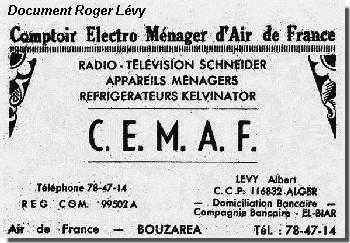 Document Roger Lévy
Comptoir Electro Ménager d'Air de France
RADIO - TÉLÉVISION SCHNEIDER
APPAREILS MÉNAGERS
REFRIGERATEURS KELVINATOR
C. E. M. A. F.
Téléphone 78-47-14
REG COM. 99502 A
LEVY Albert
C.C.P. 116832 - ALGER
— Domiciliation Bancaire —
Compagnie Bancaire - EL-BIAR
Air de France — BOUZAREA
Tél. : 78-47-14